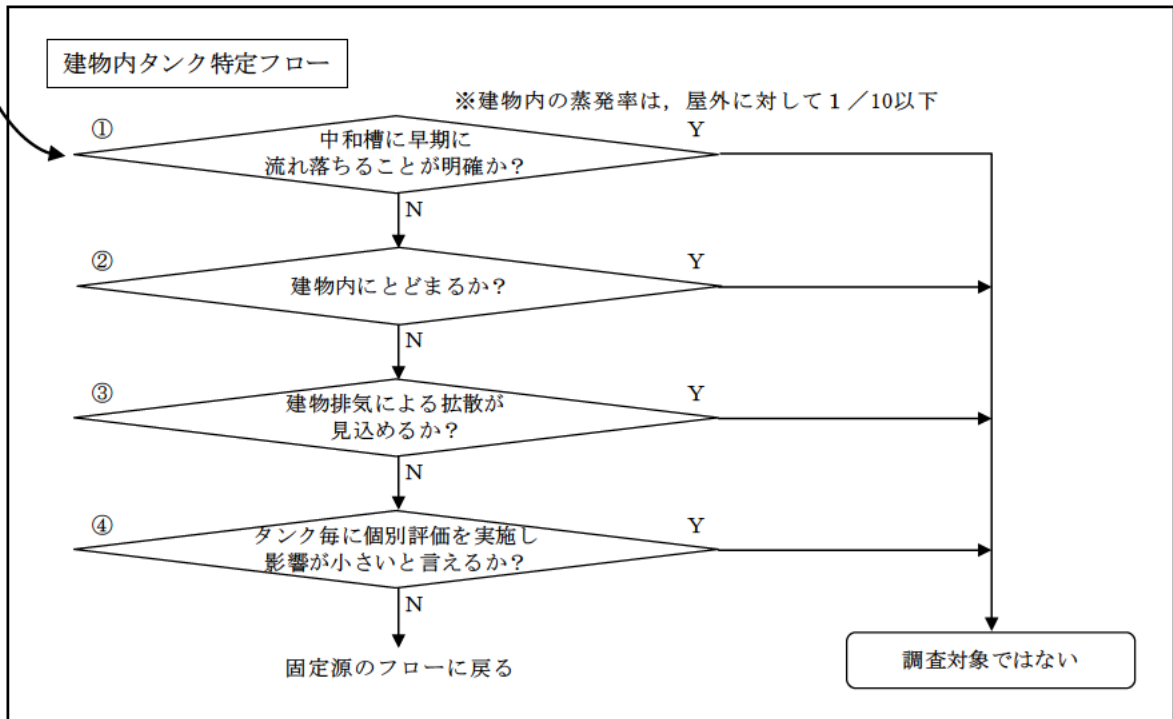 建物内タンク特定フロー
※建物内の蒸発率は，屋外に対して１／10以下
①
中和槽に早期に
流れ落ちることが明確か？
Y
N
②
建物内にとどまるか？
Y
N
③
建物排気による拡散が
見込めるか？
Y
N
④
タンク毎に個別評価を実施し
影響が小さいと言えるか？
Y
N
固定源のフローに戻る
調査対象ではない